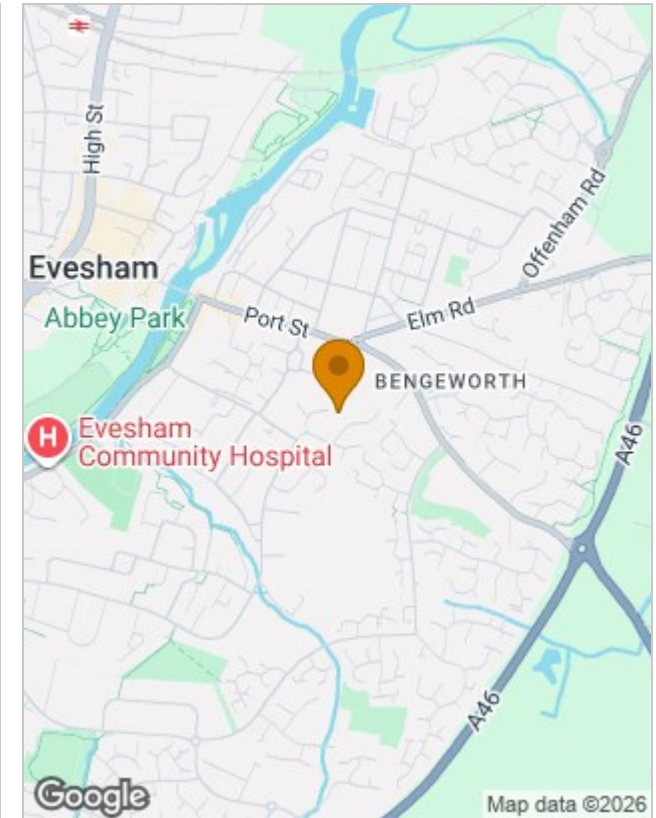 High St
Offenham Rd
Evesham
Abbey Park
Port St
Elm Rd
BENGEWORTH
H
Evesham
Community Hospital
A46
A46
Google
Map data ©2026